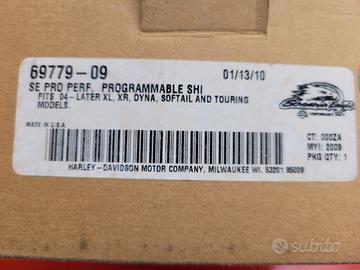 69779-09 01/13/10
SE PRO PERF, PROGRAMMABLE SHI
FITS 04-LATER XL, XR, DYNA, SOFTAIL AND TOURING
MODELS.
MADE IN U.S.A.
CT: 000ZA
MYI: 2009
PKG QTY: 1
HARLEY-DAVIDSON MOTOR COMPANY, MILWAUKEE WI. 53201 95009
subito